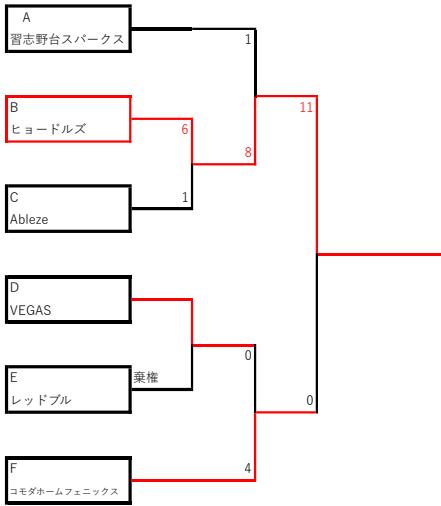 A
習志野台スパークス
1
B
ヒョードルズ
6
11
8
C
1
Ableze
D
VEGAS
0
E
棄権
レッドブル
0
F
4
コモダホームフェニックス